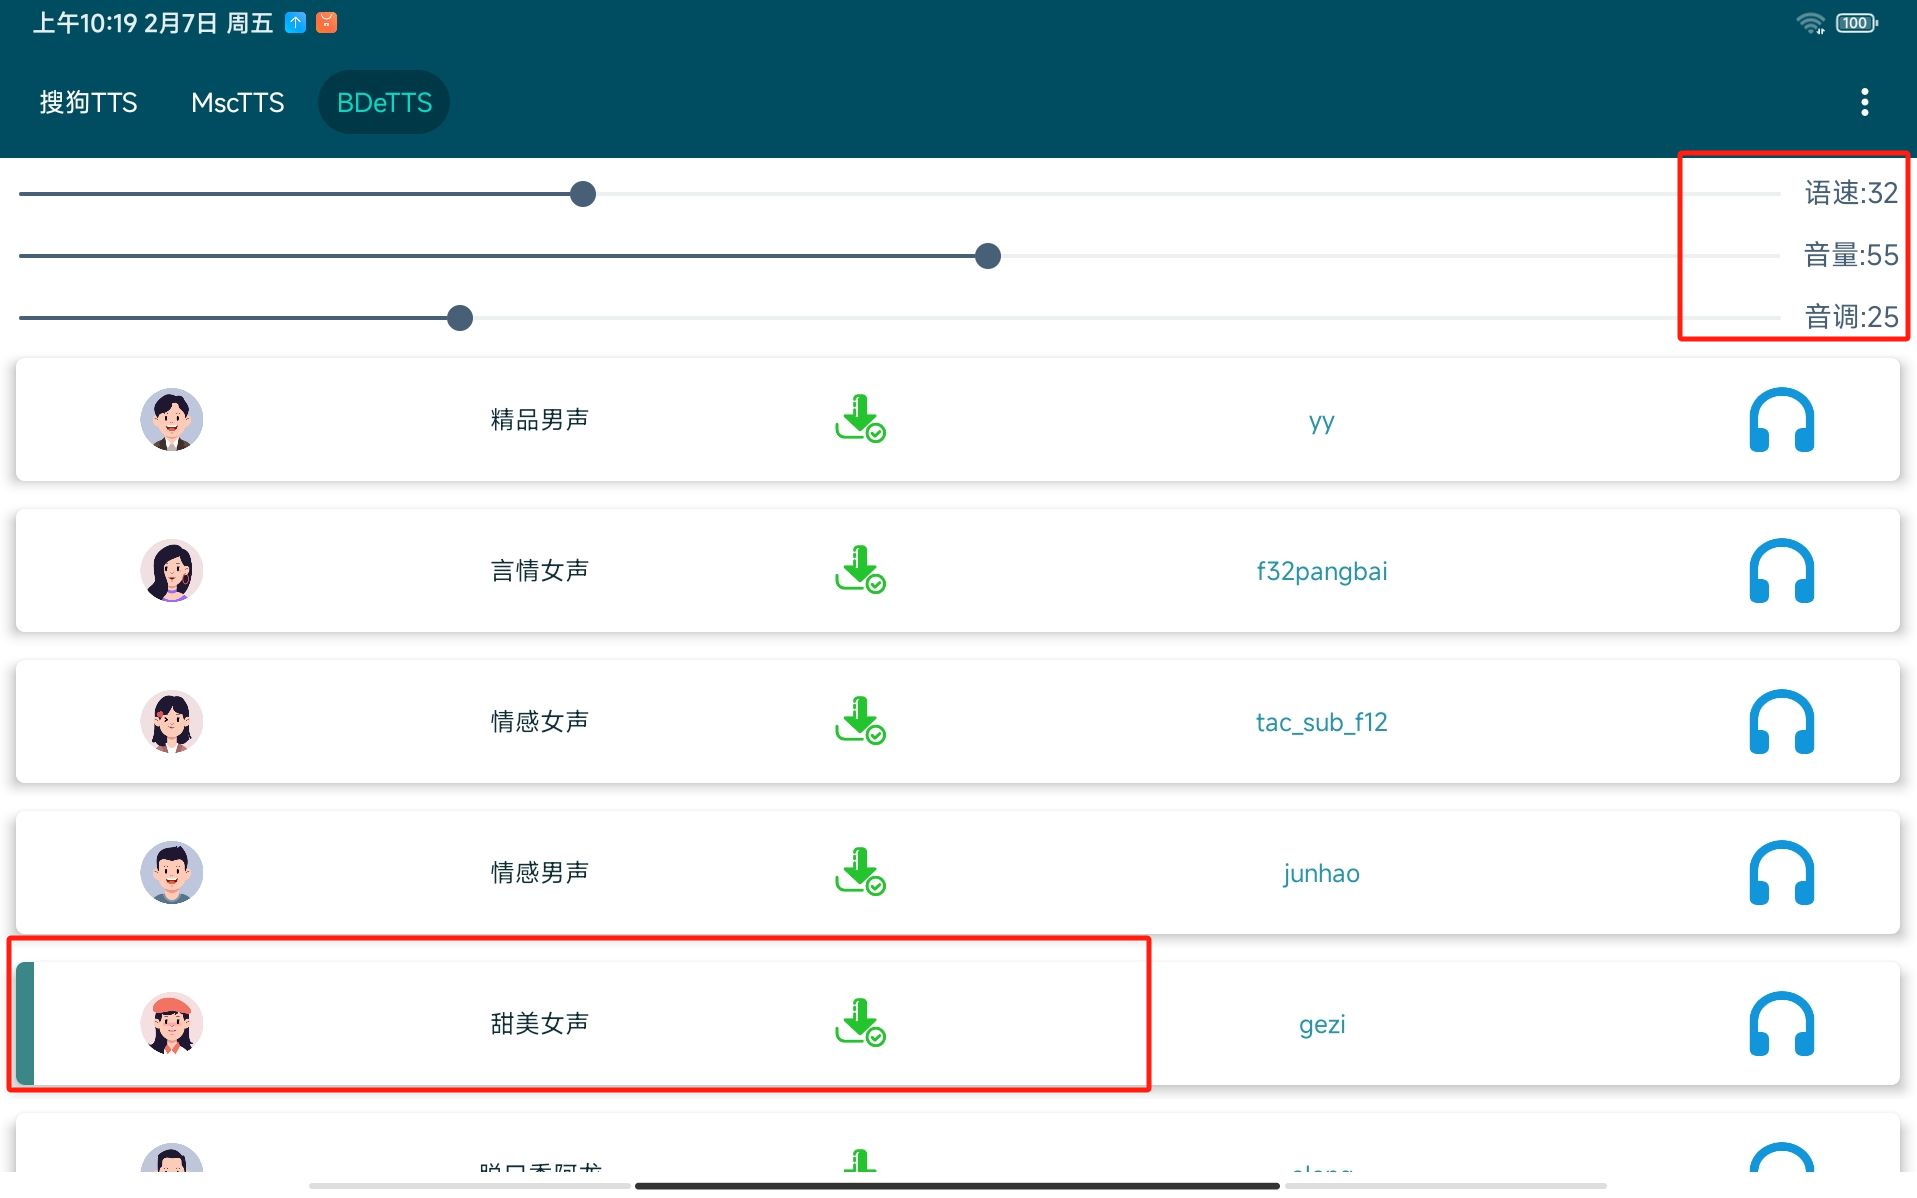 上午10:19 2月7日 周五
100
搜狗TTS MscTTS BDeTTS
语速:32
音量:55
音调:25
精品男声 yy
言情女声 f32pangbai
情感女声 tac_sub_f12
情感男声 junhao
甜美女声 gezi